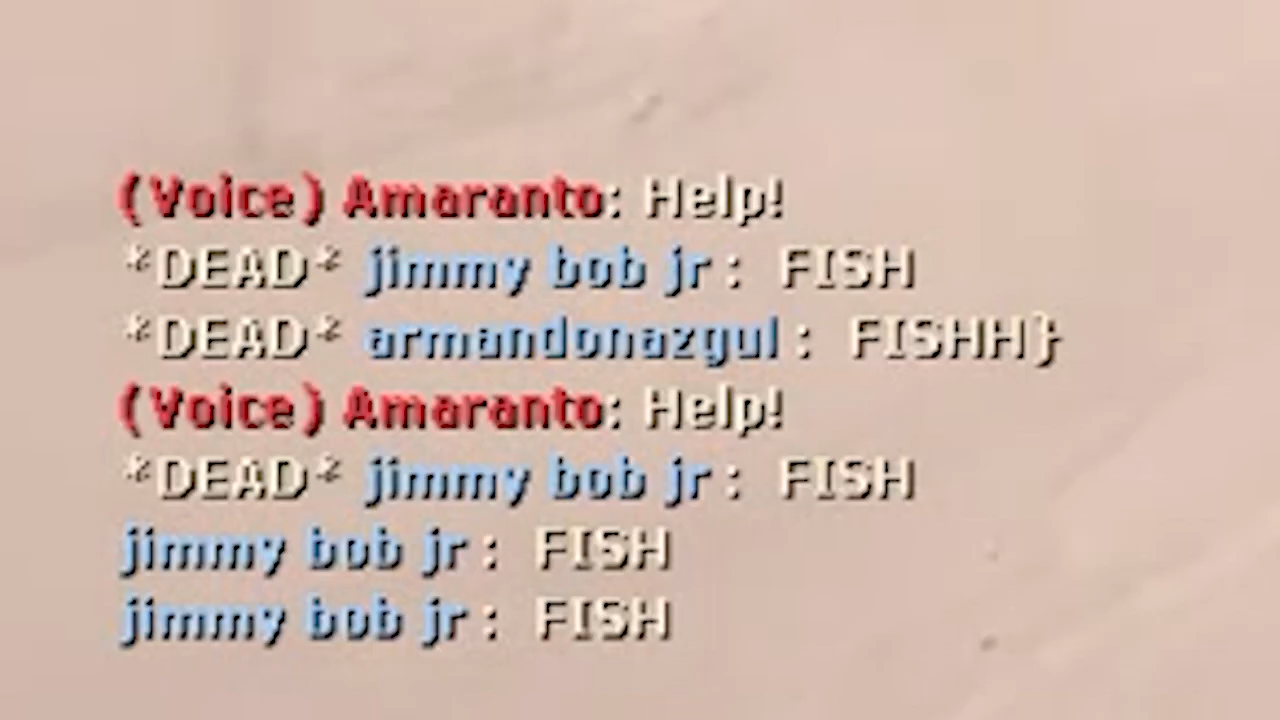 (Voice) Amaranto: Help!
*DEAD* jimmy bob jr :  FISH
*DEAD* armandonazgul :  FISHH}
(Voice) Amaranto: Help!
*DEAD* jimmy bob jr :  FISH
jimmy bob jr :  FISH
jimmy bob jr :  FISH